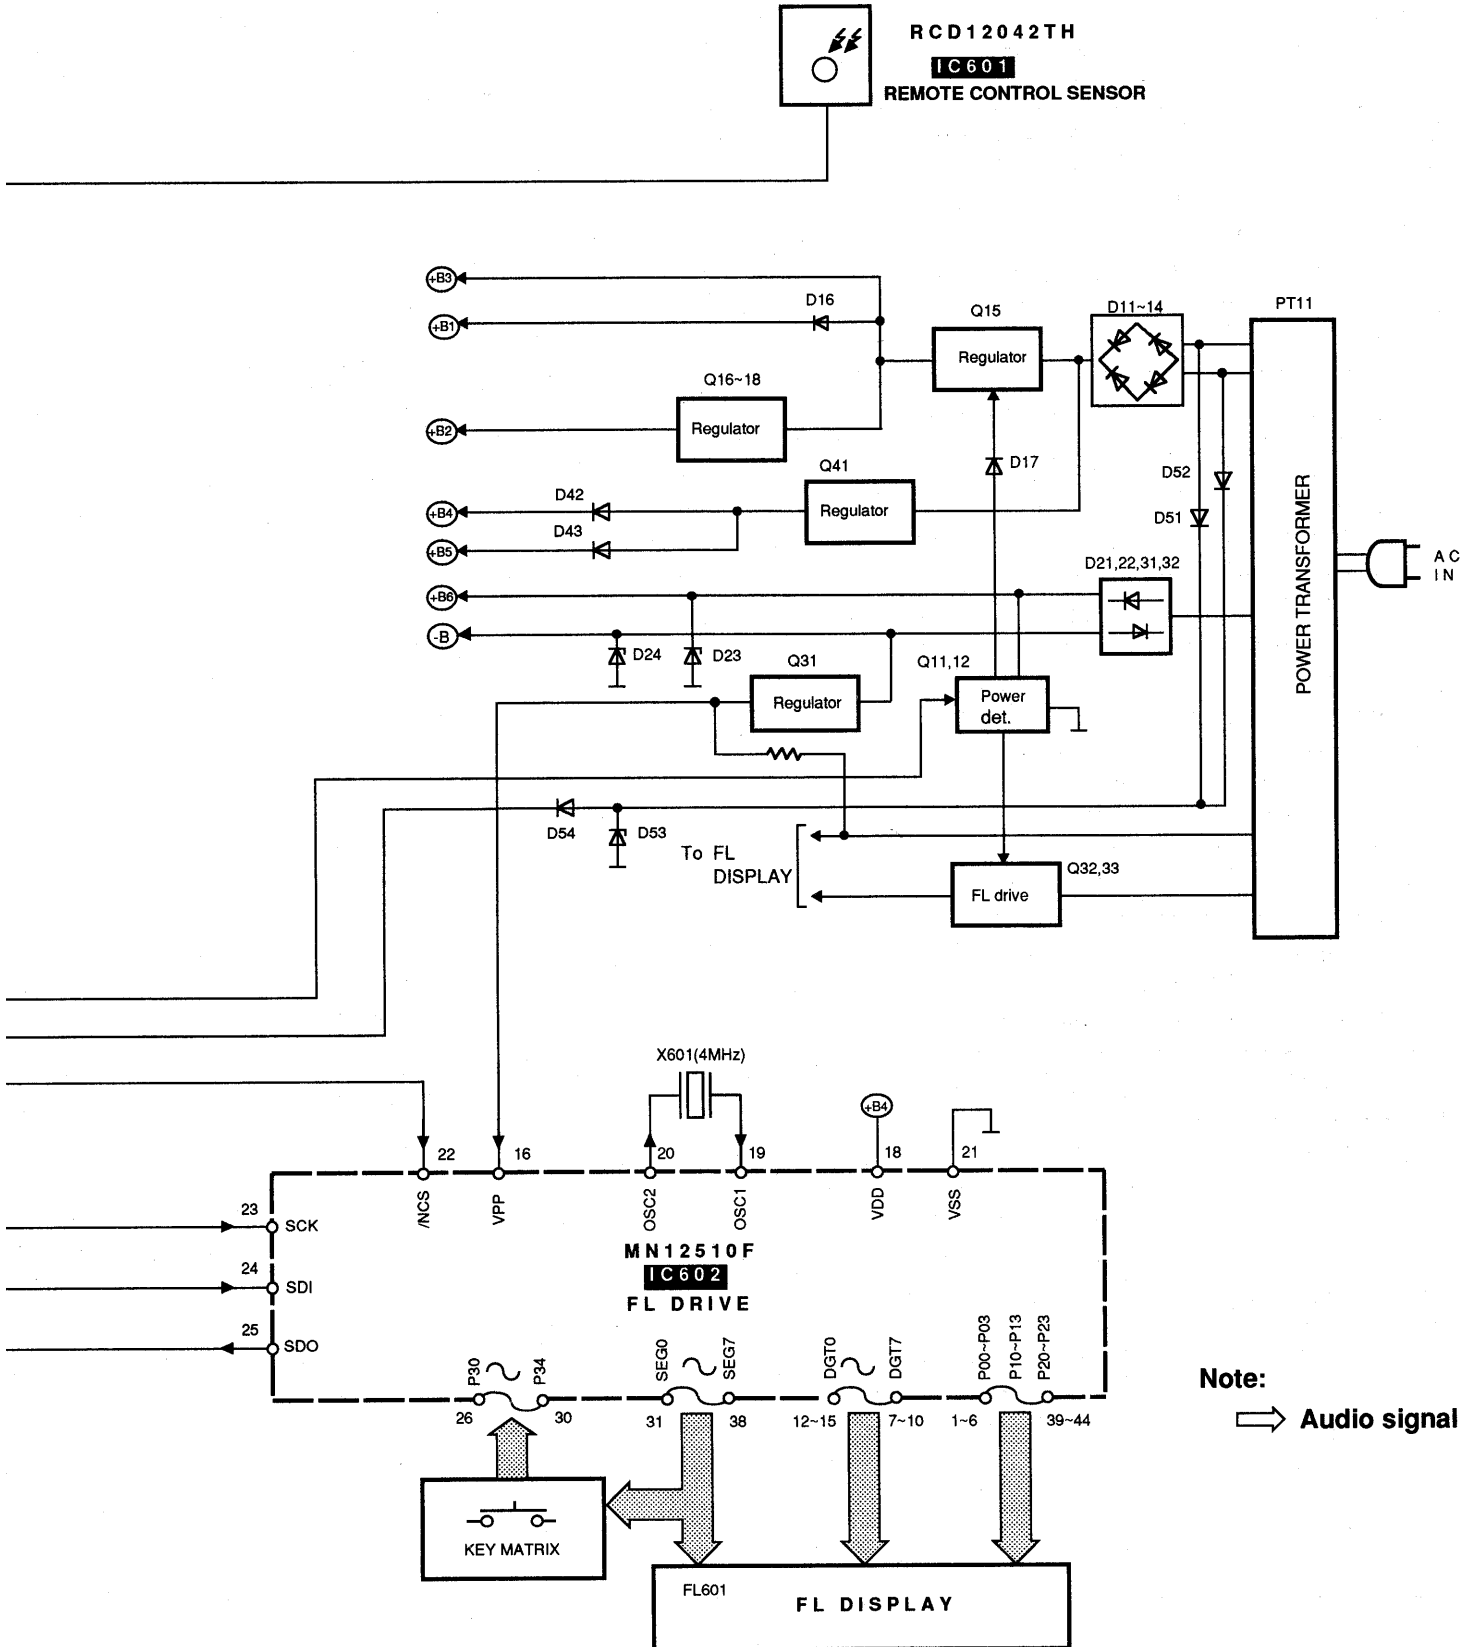 RCD12042TH
IC601
REMOTE CONTROL SENSOR
+B3
D16
+B1
Q15
D11~14
PT11
Regulator
Q16~18
+B2
Regulator
D17
Q41
D42
+B4
Regulator
D43
+B5
D52
D51
POWER TRANSFORMER
AC
IN
D21,22,31,32
+B6
-B
D24
D23
Q31
Q11,12
Regulator
Power
det.
D54
D53
To FL
DISPLAY
Q32,33
FL drive
X601(4MHz)
+B4
22
16
20
19
18
21
/NCS
VPP
OSC2
OSC1
VDD
VSS
23
SCK
24
SDI
25
SDO
MN12510F
IC602
FL DRIVE
P30 ~ P34
SEG0 ~ SEG7
DGT0 ~ DGT7
P00~P03
P10~P13
P20~P23
26
30
31
38
12~15
7~10
1~6
39~44
Note:
Audio signal
KEY MATRIX
FL601
FL DISPLAY